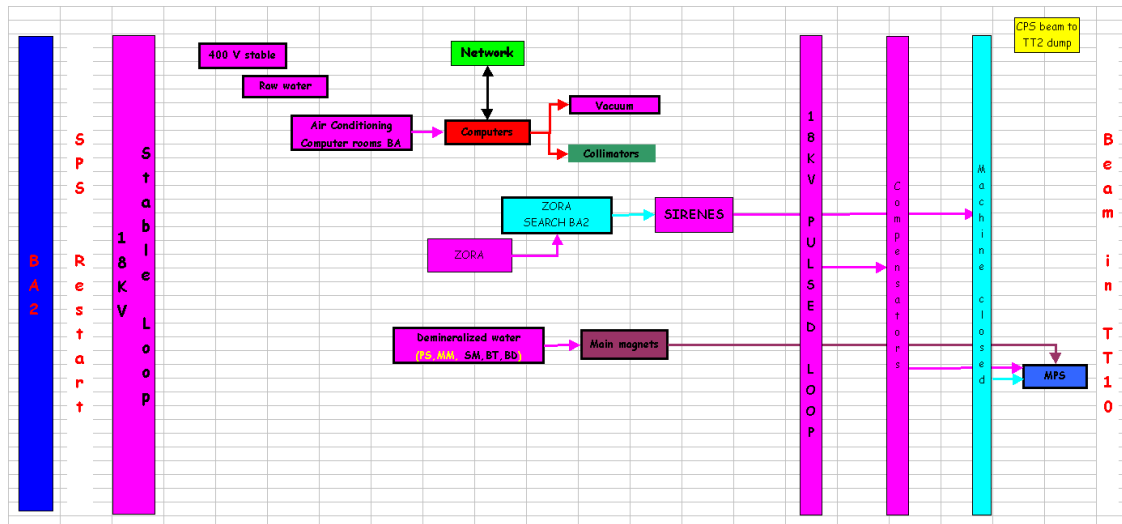 BA2
SPS Restart
18KV
Stable Loop
400 V stable
Raw water
Network
Air Conditioning
Computer rooms BA
Computers
Vacuum
Collimators
ZORA
SEARCH BA2
SIRENES
ZORA
Demineralized water
(PS,MM, SM,BT,BD)
Main magnets
18KV PULSED LOOP
Compensators
Machine closed
CPS beam to
TT2 dump
MPS
Beam in TT10